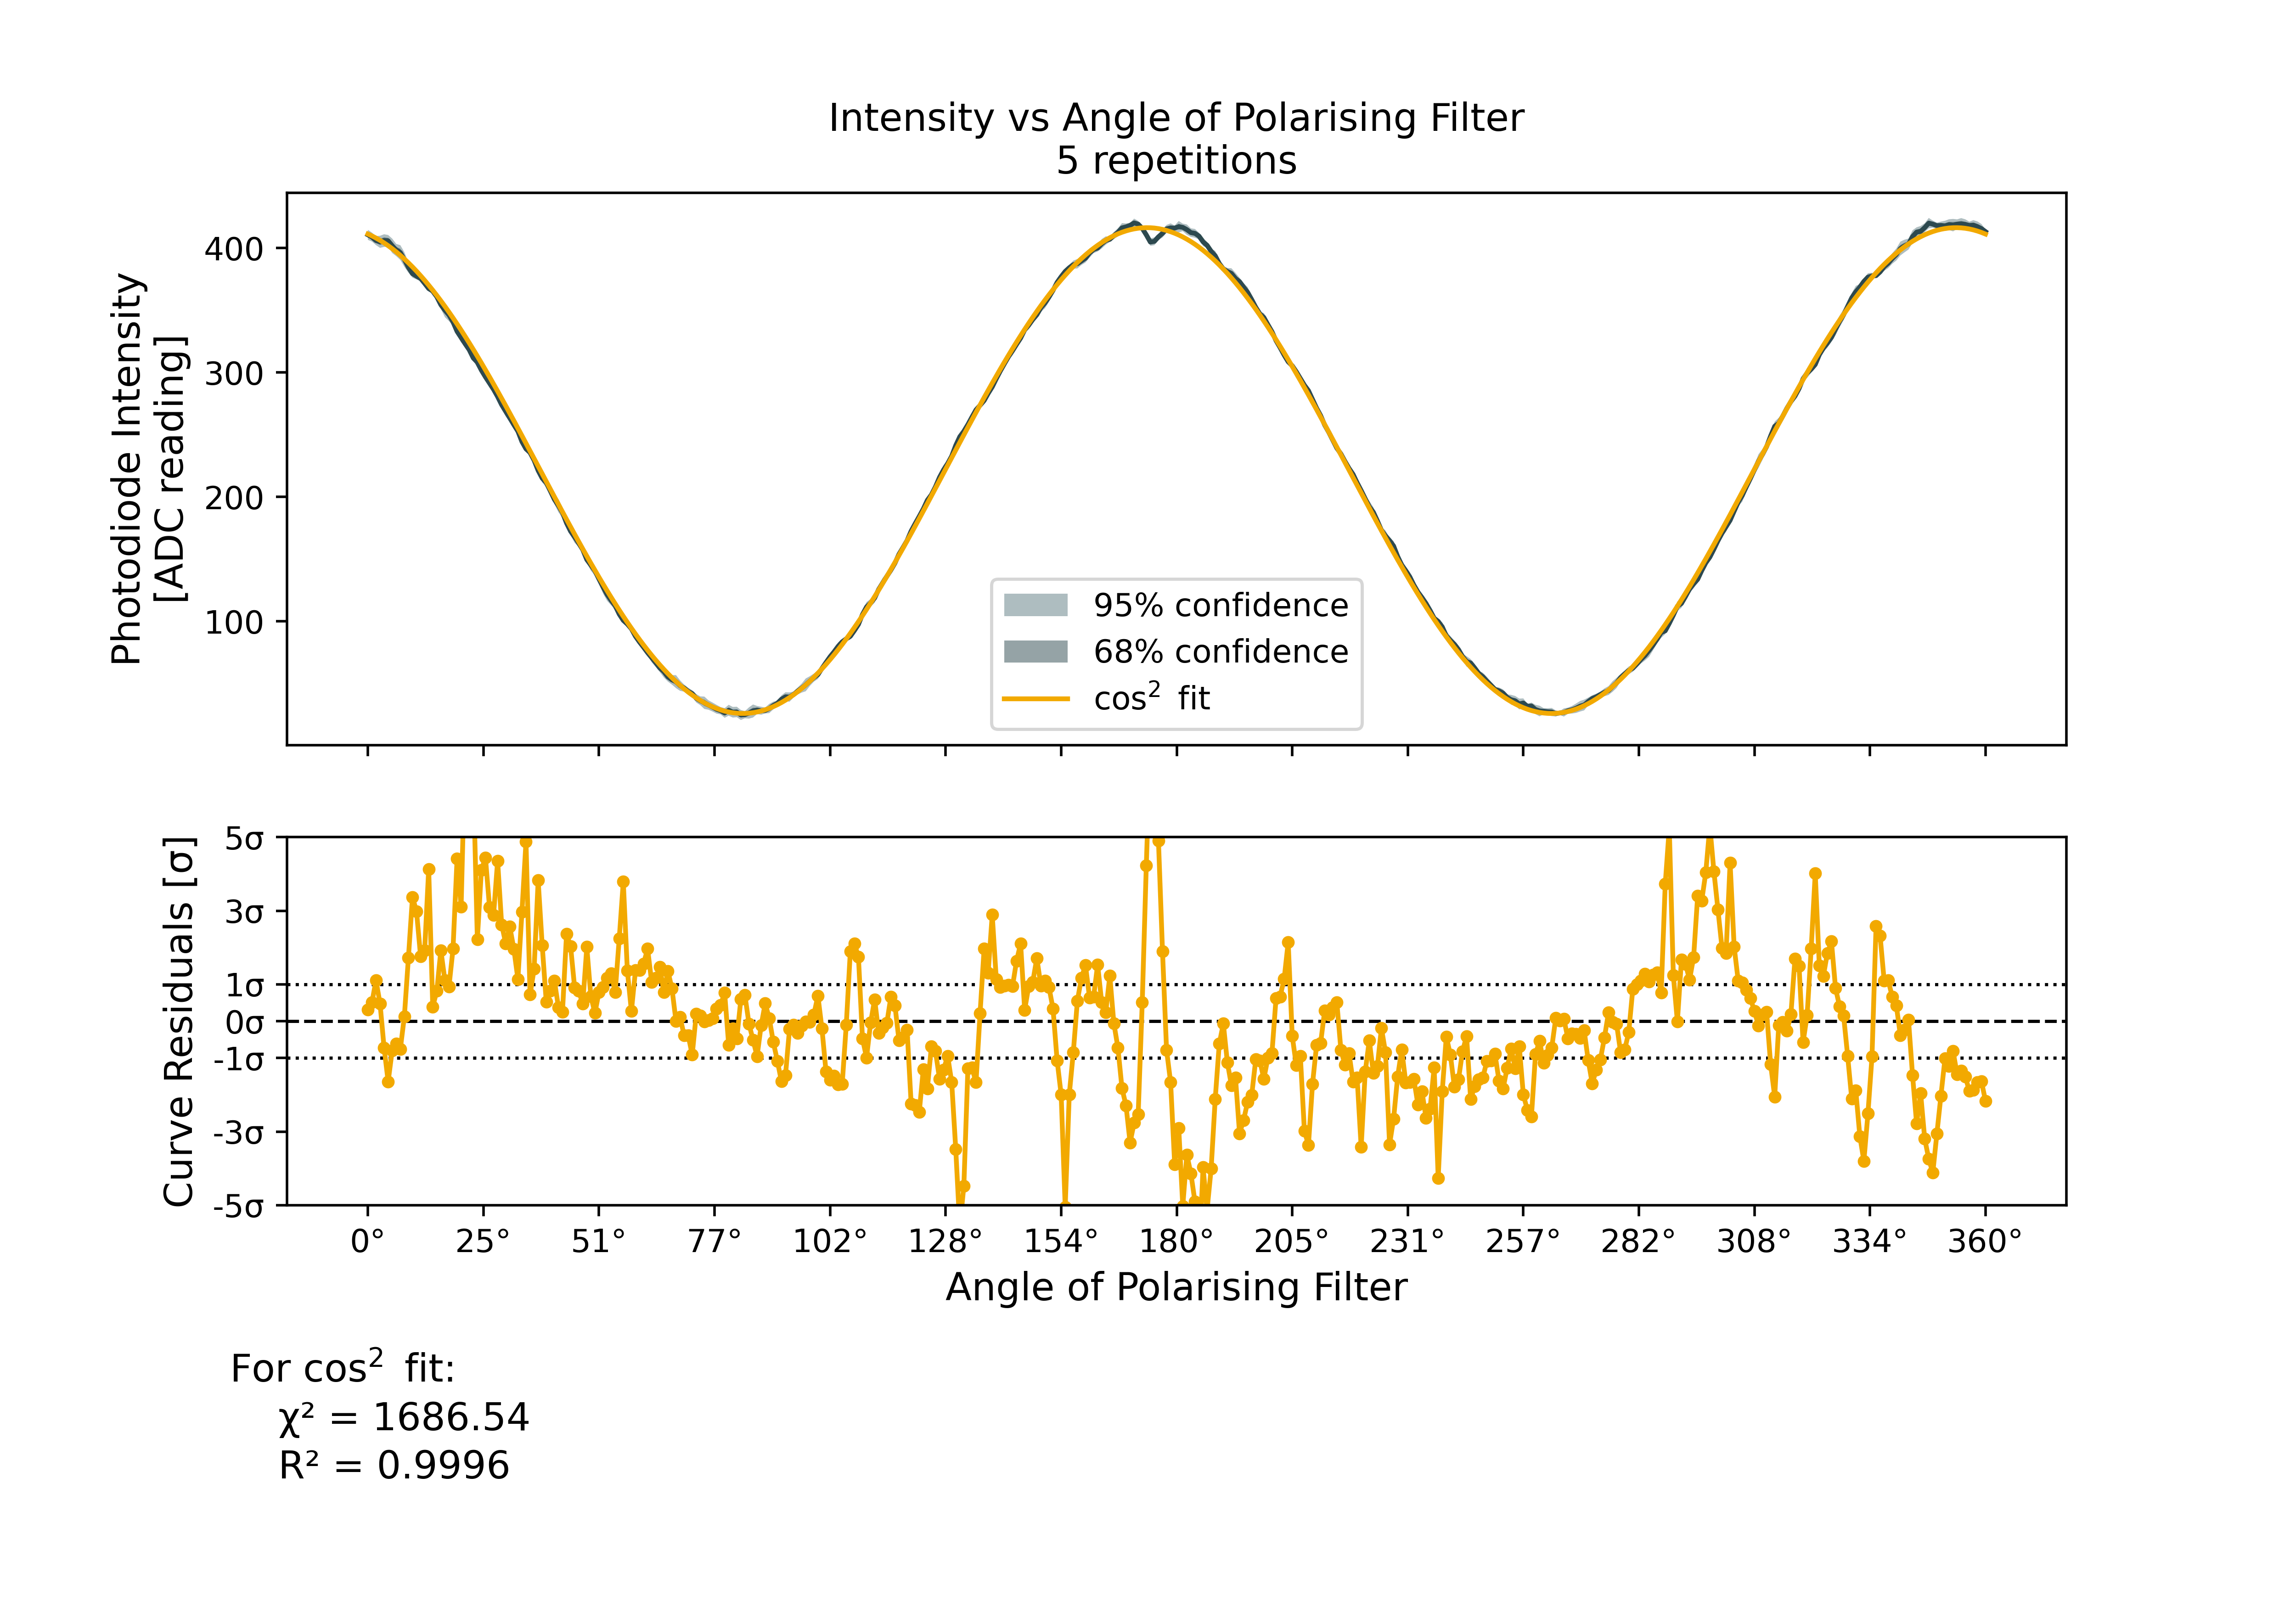 Intensity vs Angle of Polarising Filter
5 repetitions
Photodiode Intensity
[ADC reading]
400
300
200
100
95% confidence
68% confidence
cos² fit
Curve Residuals [σ]
5σ
3σ
1σ
0σ
-1σ
-3σ
-5σ
0° 25° 51° 77° 102° 128° 154° 180° 205° 231° 257° 282° 308° 334° 360°
Angle of Polarising Filter
For cos² fit:
χ² = 1686.54
R² = 0.9996